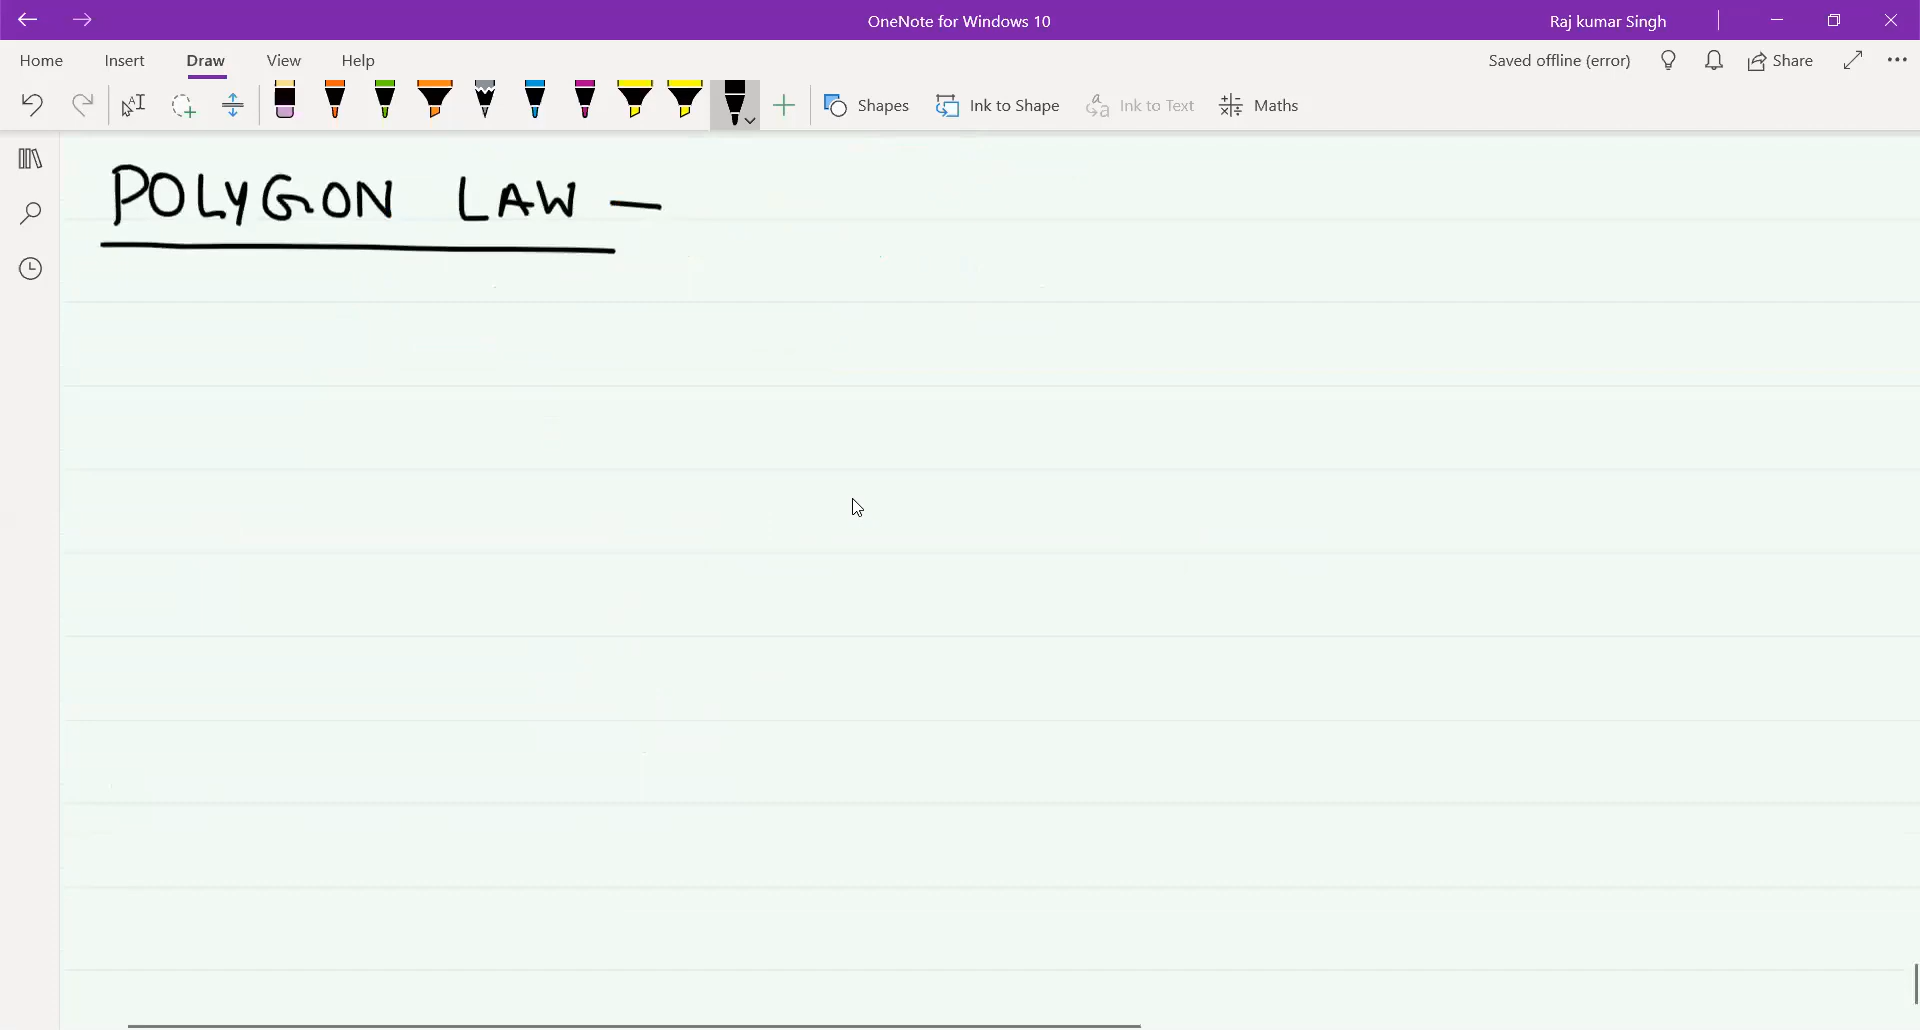 OneNote for Windows 10
Raj kumar Singh
Home Insert Draw View Help
Saved offline (error)
Share
Shapes
Ink to Shape
Ink to Text
Maths
POLYGON LAW —